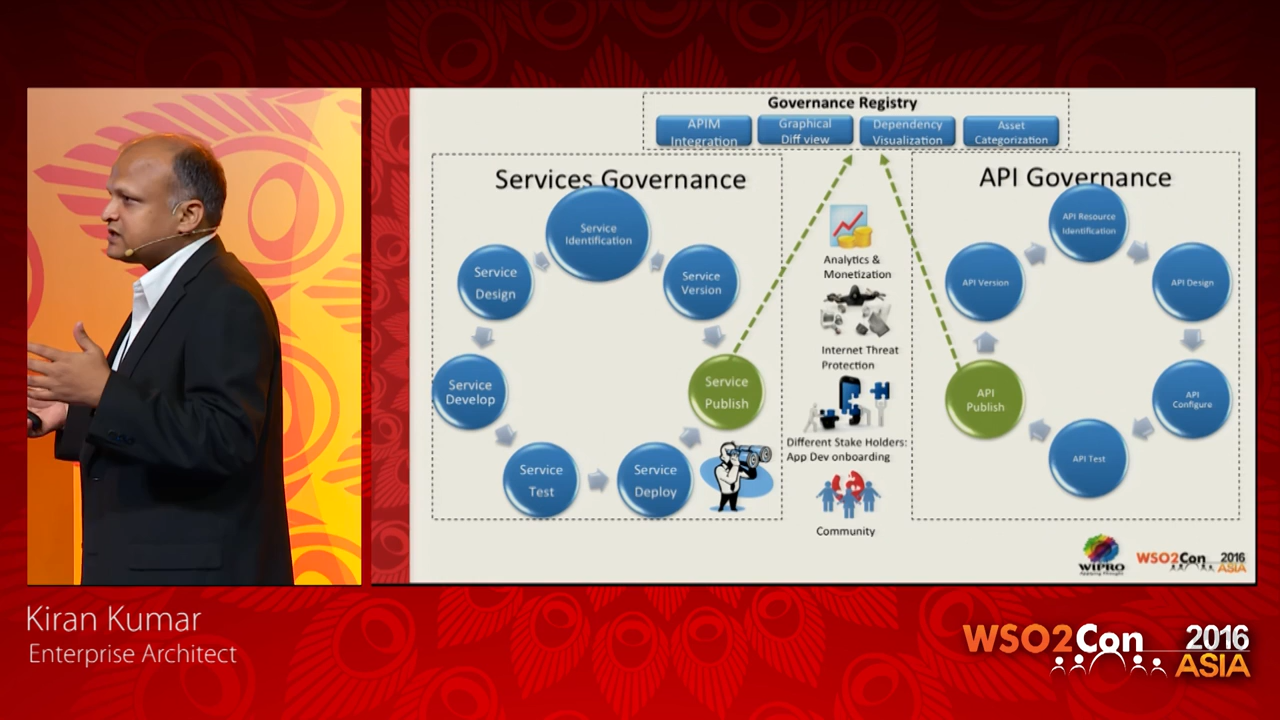 Governance Registry
APIM
Integration
Graphical
Diff view
Dependency
Visualization
Asset
Categorization
Services Governance
Service
Identification
Service
Version
Service
Publish
Service
Deploy
Service
Test
Service
Develop
Service
Design
Analytics &
Monetization
Internet Threat
Protection
Different Stake Holders:
App Dev onboarding
Community
API Governance
API Resource
Identification
API Design
API
Configure
API Test
API
Publish
API Version
WIPRO
Applying Thought
WSO2Con 2016
ASIA
Kiran Kumar
Enterprise Architect
WSO2Con 2016
ASIA